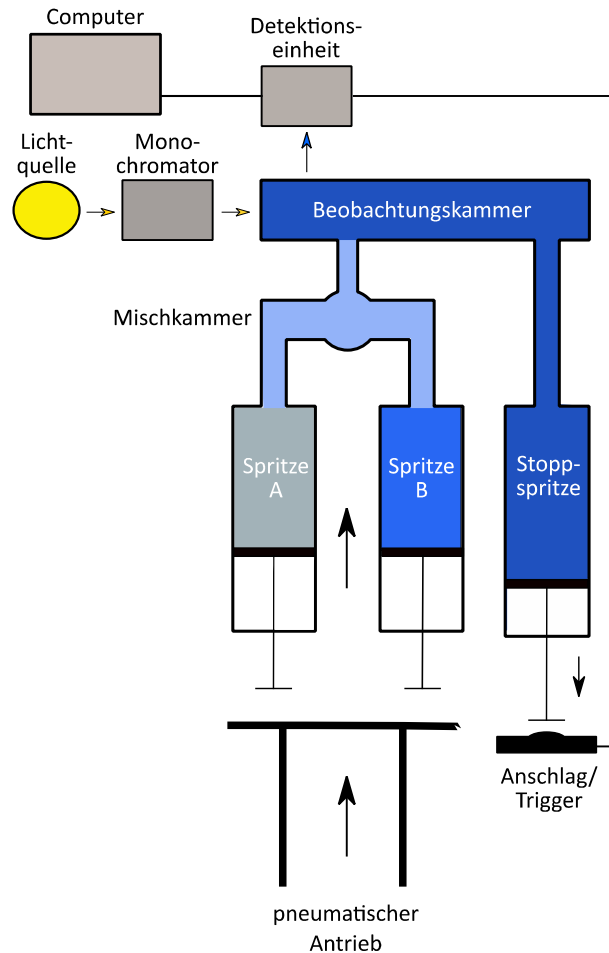 Computer
Detektions-
einheit
Licht-
quelle
Mono-
chromator
Beobachtungskammer
Mischkammer
Spritze
A
Spritze
B
Stopp-
spritze
Anschlag/
Trigger
pneumatischer
Antrieb